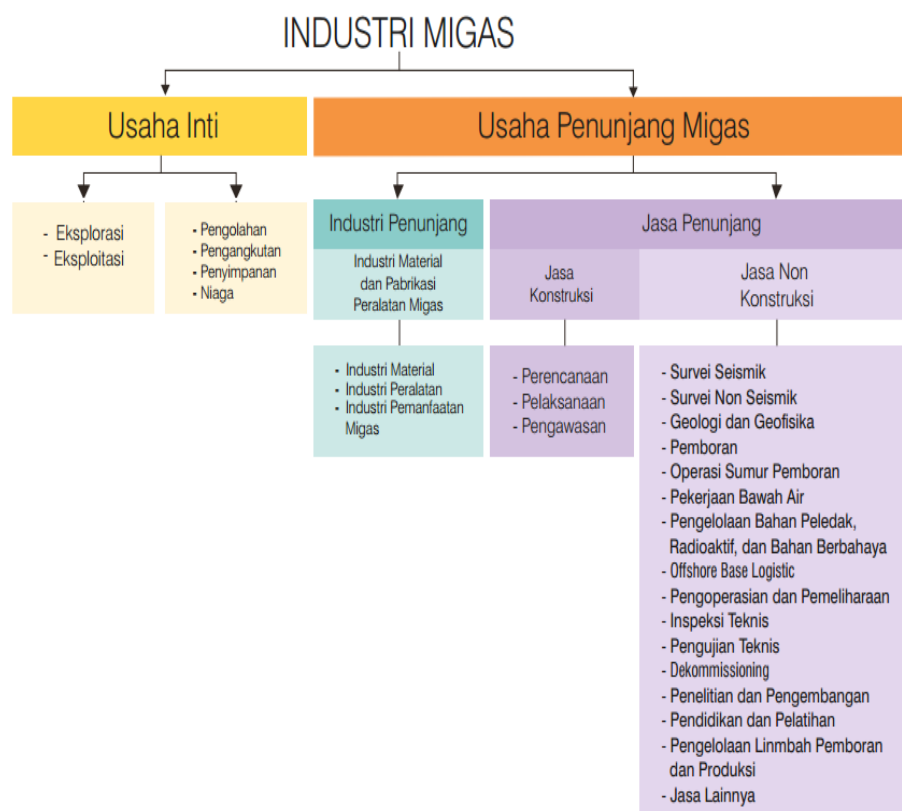 INDUSTRI MIGAS
Usaha Inti
Usaha Penunjang Migas
- Eksplorasi
- Eksploitasi
- Pengolahan
- Pengangkutan
- Penyimpanan
- Niaga
Industri Penunjang
Industri Material
dan Pabrikasi
Peralatan Migas
- Industri Material
- Industri Peralatan
- Industri Pemanfaatan
Migas
Jasa Penunjang
Jasa
Konstruksi
- Perencanaan
- Pelaksanaan
- Pengawasan
Jasa Non
Konstruksi
- Survei Seismik
- Survei Non Seismik
- Geologi dan Geofisika
- Pemboran
- Operasi Sumur Pemboran
- Pekerjaan Bawah Air
- Pengelolaan Bahan Peledak,
Radioaktif, dan Bahan Berbahaya
- Offshore Base Logistic
- Pengoperasian dan Pemeliharaan
- Inspeksi Teknis
- Pengujian Teknis
- Dekommissioning
- Penelitian dan Pengembangan
- Pendidikan dan Pelatihan
- Pengelolaan Linmbah Pemboran
dan Produksi
- Jasa Lainnya